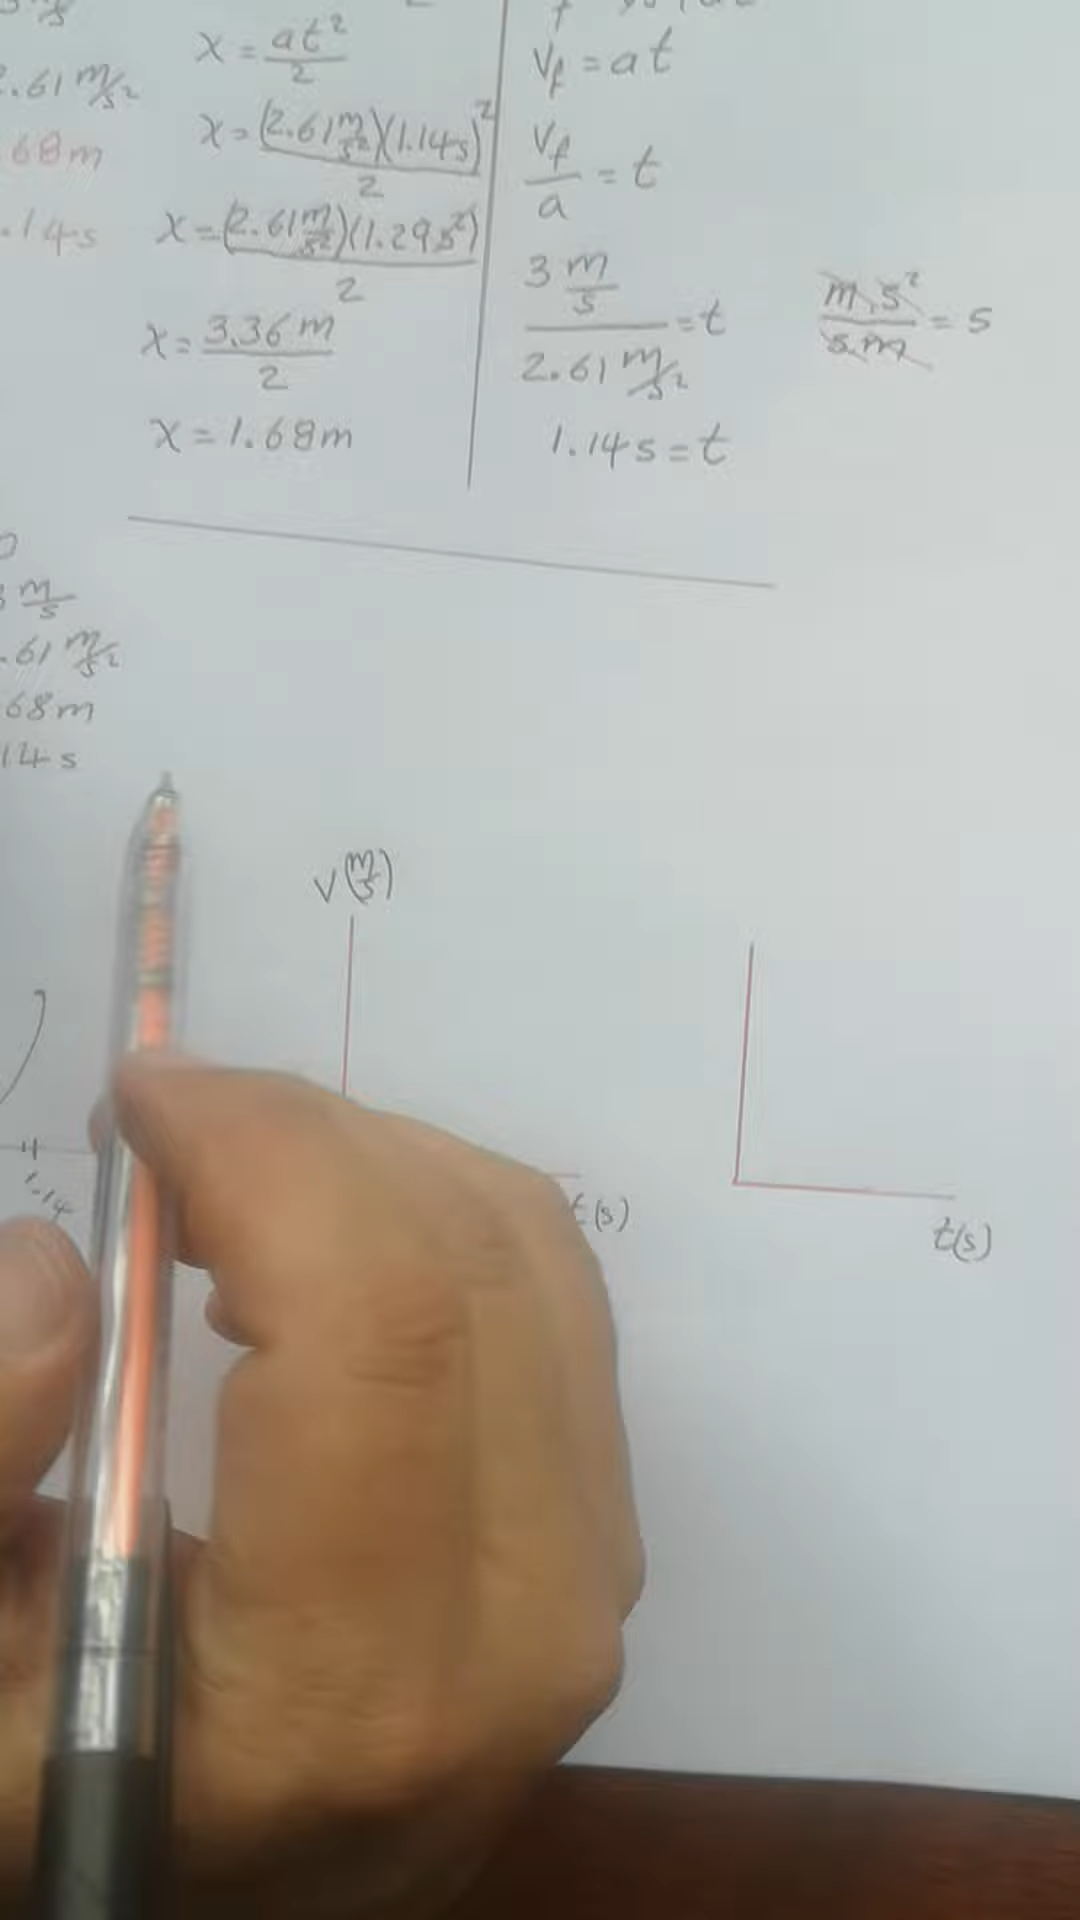 x = at²/2
x = (2.61 m/s²)(1.14s)²/2
x = (2.61 m/s²)(1.29s²)/2
x = 3.36 m/2
x = 1.68m
Vf = at
Vf/a = t
3 m/s / 2.61 m/s² = t
1.14s = t
m.s²/s.m = s
.61 m/s²
68m
.14s
m/s
.61 m/s²
68m
14s
V(m/s)
t(s)
1.14
t(s)